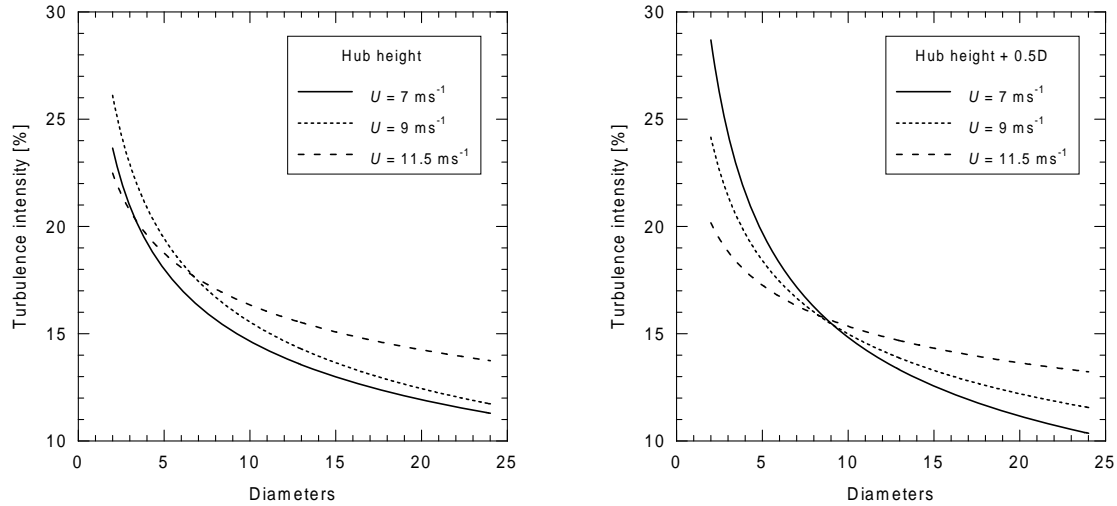 30
25
20
15
10
Turbulence intensity [%]
0
5
10
15
20
25
Diameters
Hub height
U = 7 ms-1
U = 9 ms-1
U = 11.5 ms-1
30
25
20
15
10
Turbulence intensity [%]
0
5
10
15
20
25
Diameters
Hub height + 0.5D
U = 7 ms-1
U = 9 ms-1
U = 11.5 ms-1